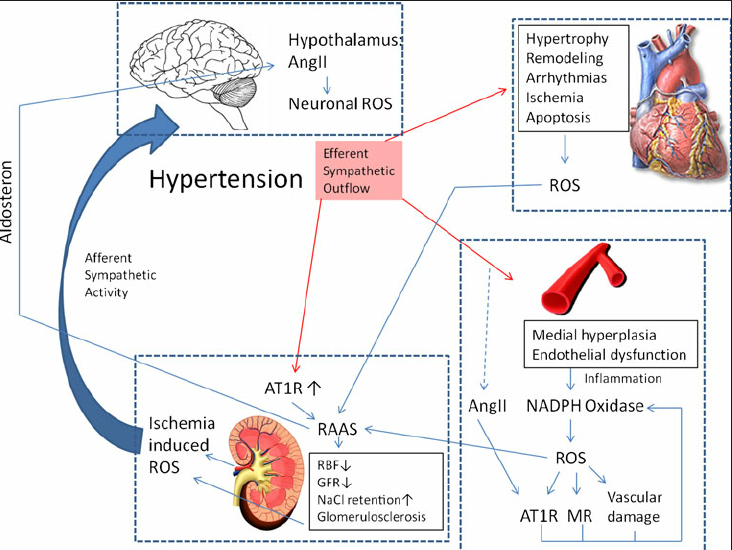 Hypothalamus:
AngII
Neuronal ROS
Hypertrophy
Remodeling
Arrhythmias
Ischemia
Apoptosis
ROS
Efferent
Sympathetic
Outflow
Hypertension
Aldosteron
Afferent
Sympathetic
Activity
Medial hyperplasia
Endothelial dysfunction
Inflammation
AngII
NADPH Oxidase
ROS
AT1R
MR
Vascular
damage
AT1R ↑
RAAS
Ischemia
induced
ROS
RBF↓
GFR↓
NaCl retention↑
Glomerulosclerosis